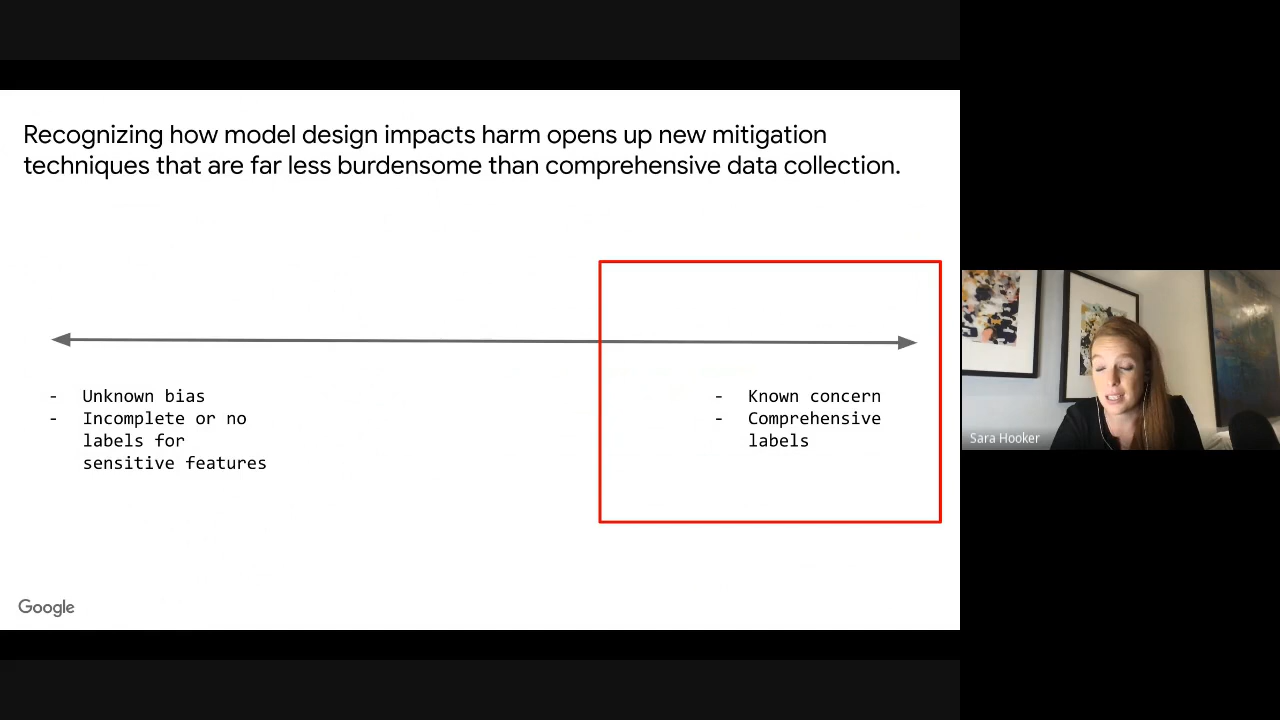 Recognizing how model design impacts harm opens up new mitigation
techniques that are far less burdensome than comprehensive data collection.
- Unknown bias
- Incomplete or no
labels for
sensitive features
- Known concern
- Comprehensive
labels
Google
Sara Hooker